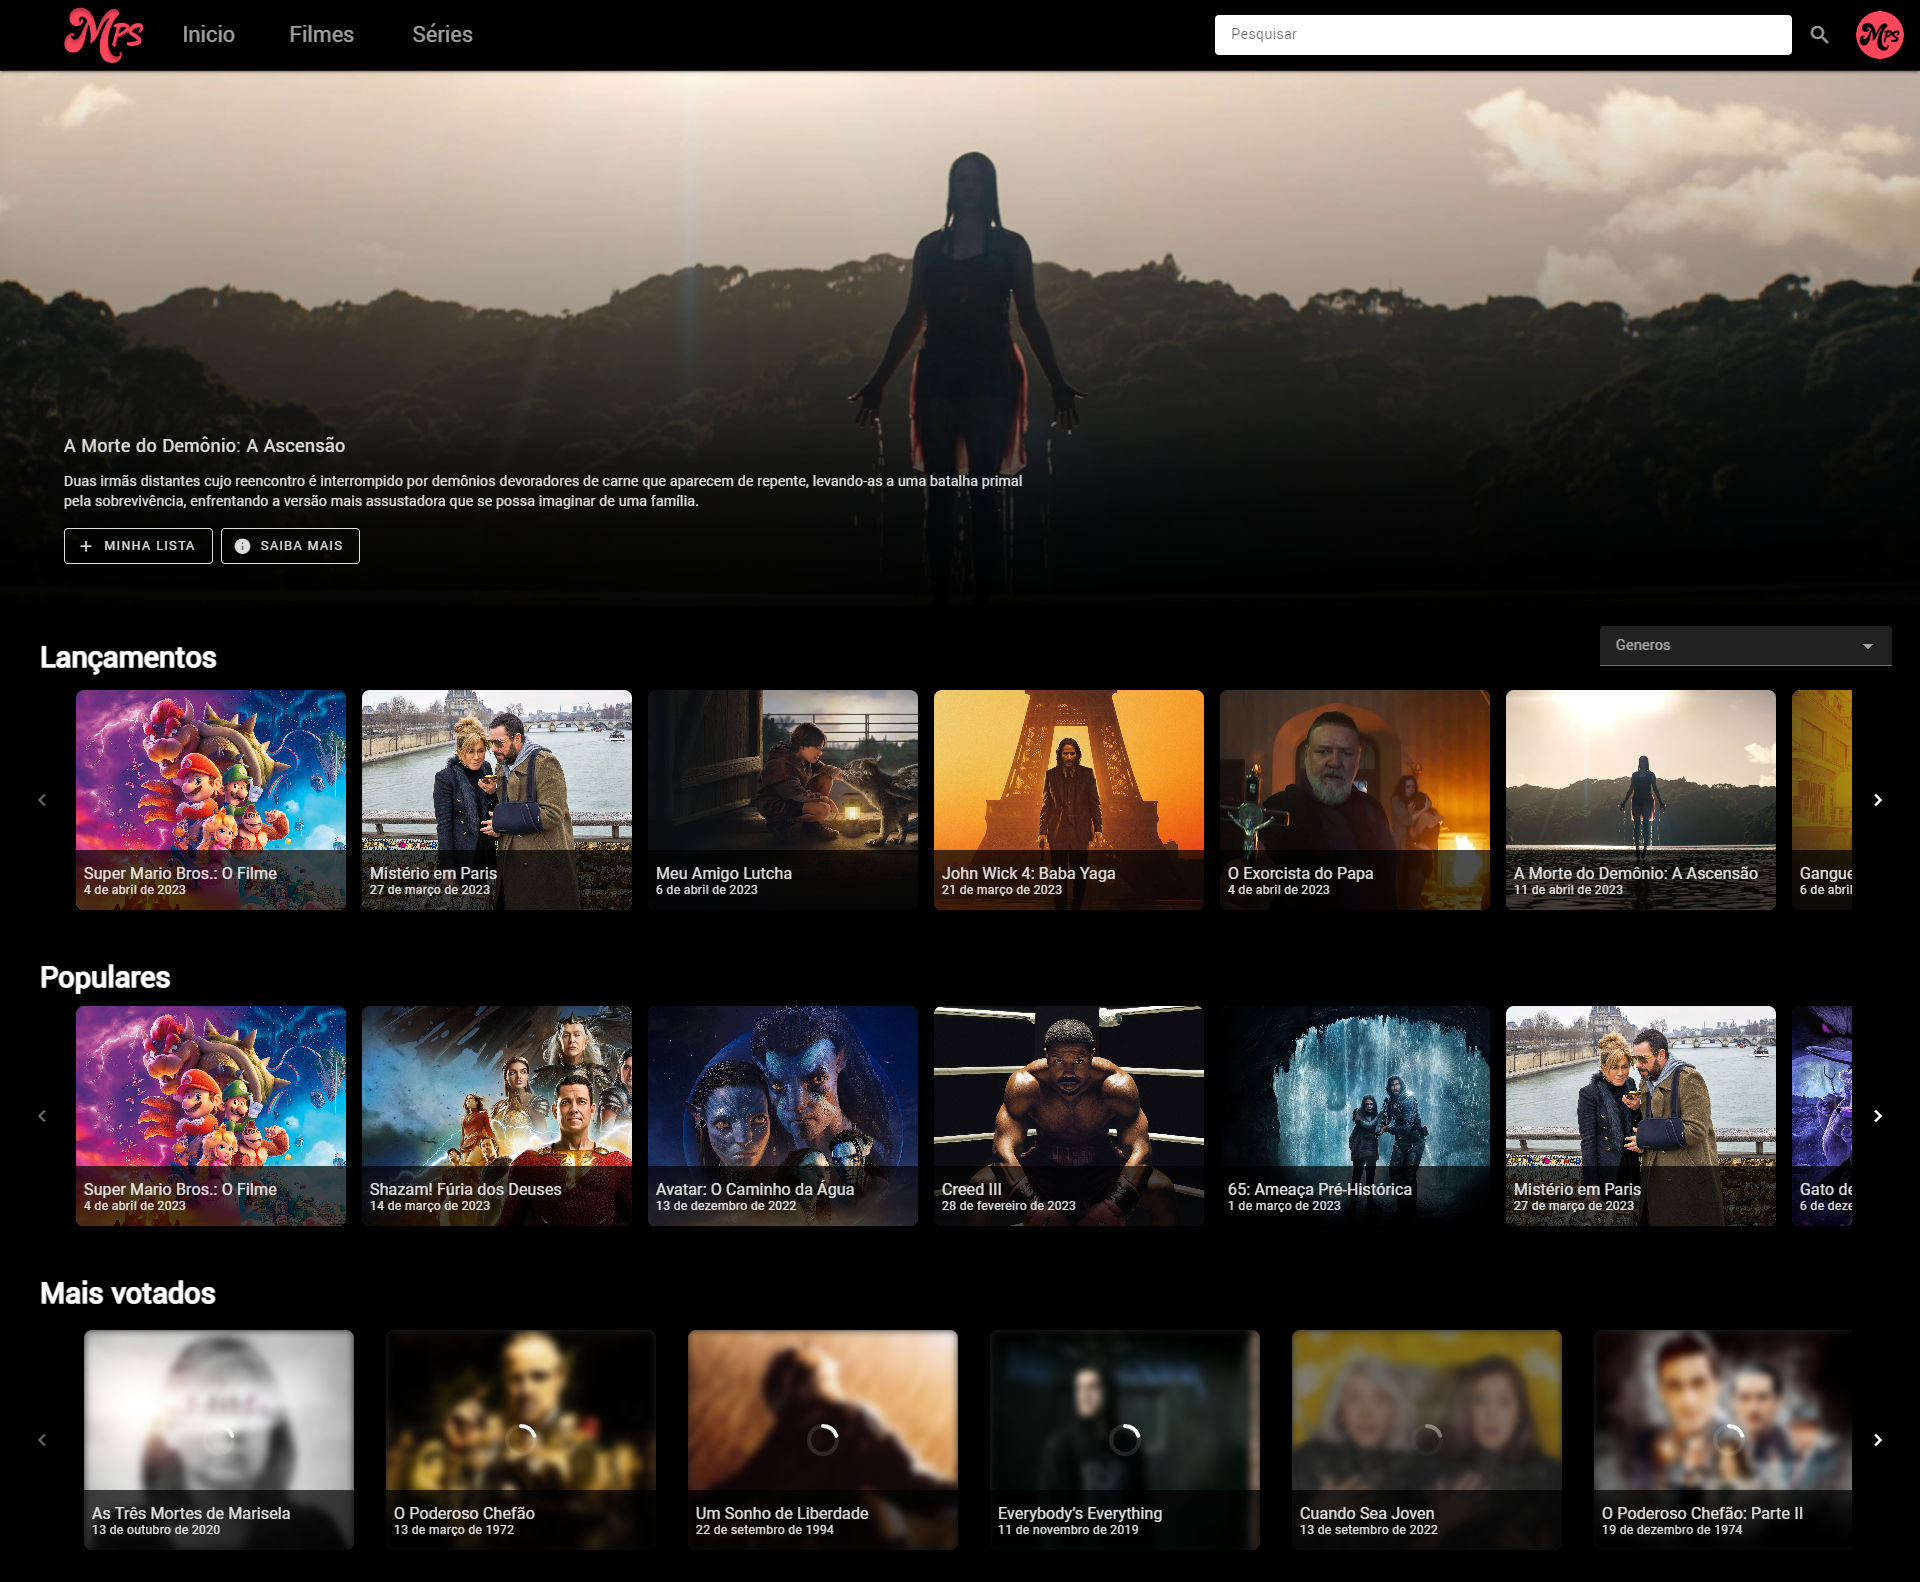 Mps
Inicio
Filmes
Séries
Pesquisar
Mps
A Morte do Demônio: A Ascensão
Duas irmãs distantes cujo reencontro é interrompido por demônios devoradores de carne que aparecem de repente, levando-as a uma batalha primal
pela sobrevivência, enfrentando a versão mais assustadora que se possa imaginar de uma família.
MINHA LISTA
SAIBA MAIS
Lançamentos
Generos
Super Mario Bros.: O Filme
4 de abril de 2023
Mistério em Paris
27 de março de 2023
Meu Amigo Lutcha
6 de abril de 2023
John Wick 4: Baba Yaga
21 de março de 2023
O Exorcista do Papa
4 de abril de 2023
A Morte do Demônio: A Ascensão
11 de abril de 2023
Gangue
6 de abril
Populares
Super Mario Bros.: O Filme
4 de abril de 2023
Shazam! Fúria dos Deuses
14 de março de 2023
Avatar: O Caminho da Água
13 de dezembro de 2022
Creed III
28 de fevereiro de 2023
65: Ameaça Pré-Histórica
1 de março de 2023
Mistério em Paris
27 de março de 2023
Gato de
6 de deze
Mais votados
As Três Mortes de Marisela
13 de outubro de 2020
O Poderoso Chefão
13 de março de 1972
Um Sonho de Liberdade
22 de setembro de 1994
Everybody's Everything
11 de novembro de 2019
Cuando Sea Joven
13 de setembro de 2022
O Poderoso Chefão: Parte II
19 de dezembro de 1974